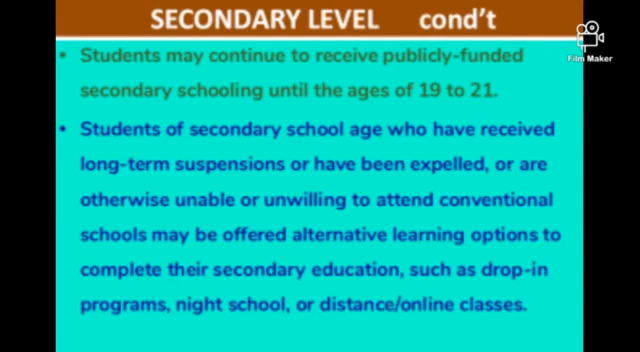 SECONDARY LEVEL cond't
Film Maker
• Students may continue to receive publicly-funded
secondary schooling until the ages of 19 to 21.
• Students of secondary school age who have received
long-term suspensions or have been expelled, or are
otherwise unable or unwilling to attend conventional
schools may be offered alternative learning options to
complete their secondary education, such as drop-in
programs, night school, or distance/online classes.